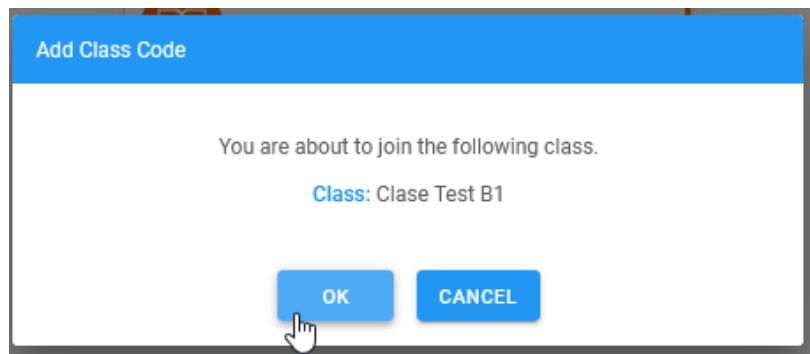 Add Class Code
You are about to join the following class.
Class: Clase Test B1
OK CANCEL